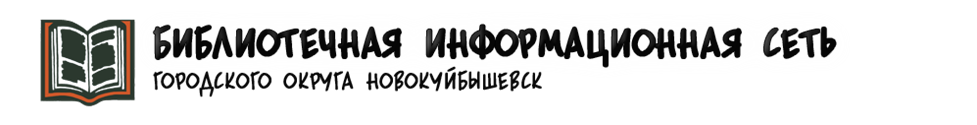 БИБЛИОТЕЧНАЯ ИНФОРМАЦИОННАЯ СЕТЬ
ГОРОДСКОГО ОКРУГА НОВОКУЙБЫШЕВСК